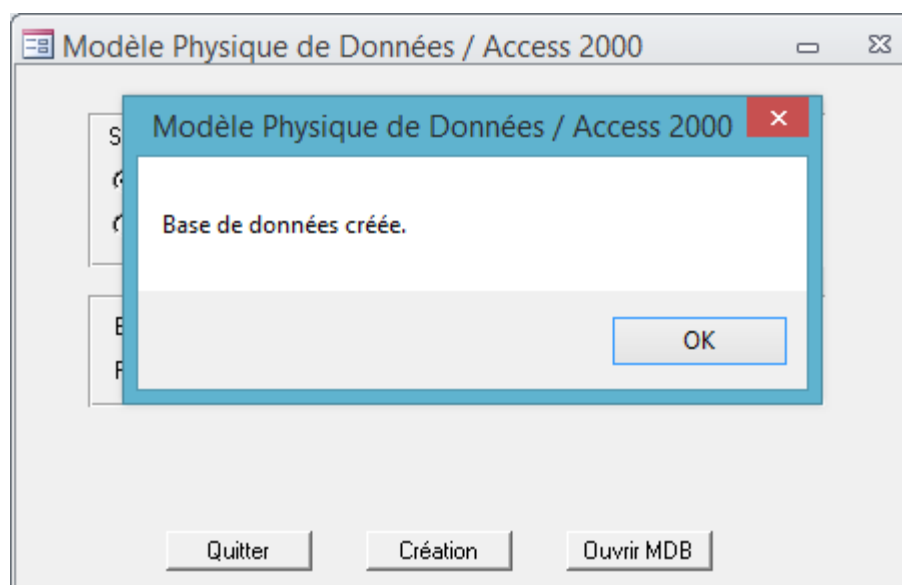 Modèle Physique de Données / Access 2000
Modèle Physique de Données / Access 2000
Base de données créée.
OK
Quitter
Création
Ouvrir MDB